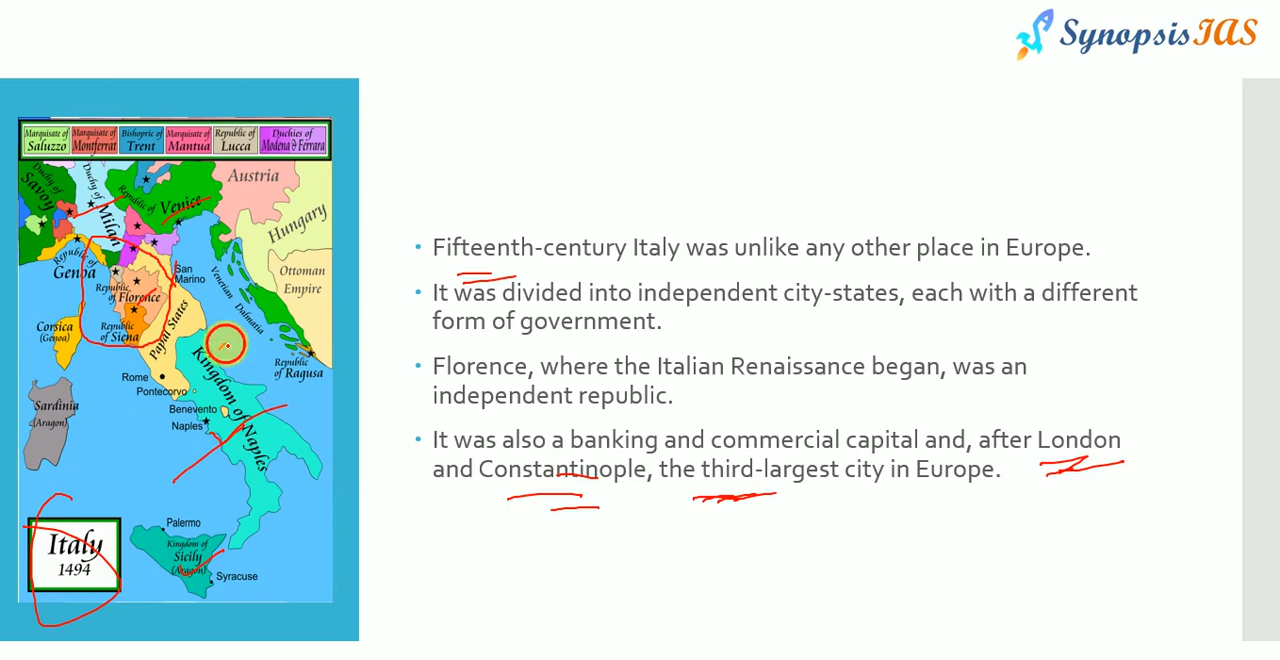 SynopsisIAS
Marquisate of
Saluzzo
Marquisate of
Montferrat
Bishopric of
Trent
Marquisate of
Mantua
Republic of
Lucca
Duchies of
Modena & Ferrara
Duchy of
Savoy
Duchy of
Milan
Republic of
Venice
Austria
Hungary
Ottoman
Empire
Republic of
Genoa
San
Marino
Republic
of Florence
Venetian
Dalmatia
Corsica
(Genoa)
Republic
of Siena
Papal States
Republic
of Ragusa
Rome
Pontecorvo
Kingdom of Naples
Sardinia
(Aragon)
Benevento
Naples
Italy
1494
Palermo
Kingdom of
Sicily
(Aragon)
Syracuse
• Fifteenth-century Italy was unlike any other place in Europe.
• It was divided into independent city-states, each with a different
form of government.
• Florence, where the Italian Renaissance began, was an
independent republic.
• It was also a banking and commercial capital and, after London
and Constantinople, the third-largest city in Europe.